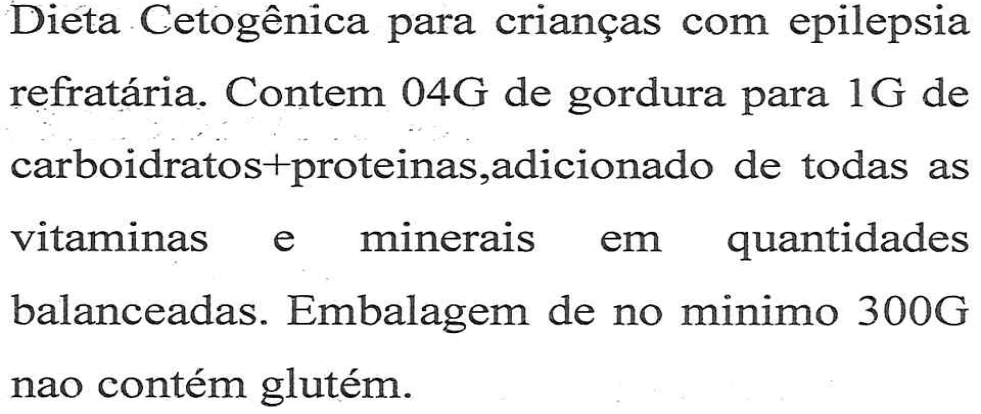 Dieta Cetogênica para crianças com epilepsia
refratária. Contem 04G de gordura para 1G de
carboidratos+proteinas,adicionado de todas as
vitaminas e minerais em quantidades
balanceadas. Embalagem de no minimo 300G
nao contém glutém.